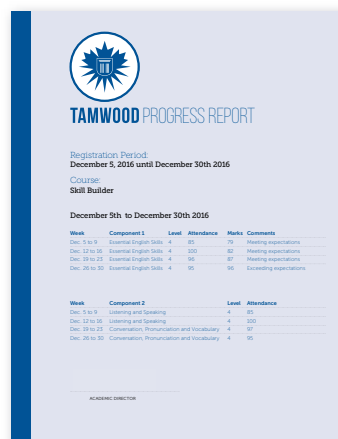 TAMWOOD PROGRESS REPORT
Registration Period:
December 5, 2016 until December 30th 2016
Course:
Skill Builder
December 5th to December 30th 2016
Week Component 1 Level Attendance Marks Comments
Dec. 5 to 9 Essential English Skills 4 85 79 Meeting expectations
Dec. 12 to 16 Essential English Skills 4 100 82 Meeting expectations
Dec. 19 to 23 Essential English Skills 4 96 87 Meeting expectations
Dec. 26 to 30 Essential English Skills 4 95 96 Exceeding expectations
Week Component 2 Level Attendance
Dec. 5 to 9 Listening and Speaking 4 85
Dec. 12 to 16 Listening and Speaking 4 100
Dec. 19 to 23 Conversation, Pronunciation and Vocabulary 4 97
Dec. 26 to 30 Conversation, Pronunciation and Vocabulary 4 95
ACADEMIC DIRECTOR